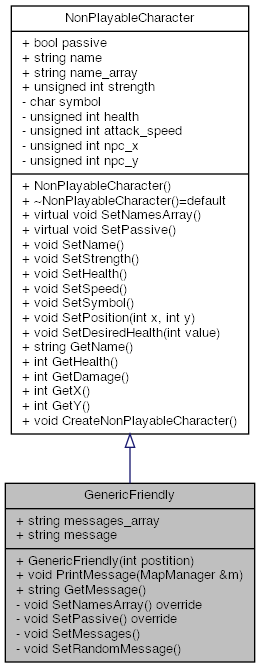 NonPlayableCharacter
+ bool passive
+ string name
+ string name_array
+ unsigned int strength
- char symbol
- unsigned int health
- unsigned int attack_speed
- unsigned int npc_x
- unsigned int npc_y
+ NonPlayableCharacter()
+ ~NonPlayableCharacter()=default
+ virtual void SetNamesArray()
+ virtual void SetPassive()
+ void SetName()
+ void SetStrength()
+ void SetHealth()
+ void SetSpeed()
+ void SetSymbol()
+ void SetPosition(int x, int y)
+ void SetDesiredHealth(int value)
+ string GetName()
+ int GetHealth()
+ int GetDamage()
+ int GetX()
+ int GetY()
+ void CreateNonPlayableCharacter()
GenericFriendly
+ string messages_array
+ string message
+ GenericFriendly(int postition)
+ void PrintMessage(MapManager &m)
+ string GetMessage()
- void SetNamesArray() override
- void SetPassive() override
- void SetMessages()
- void SetRandomMessage()